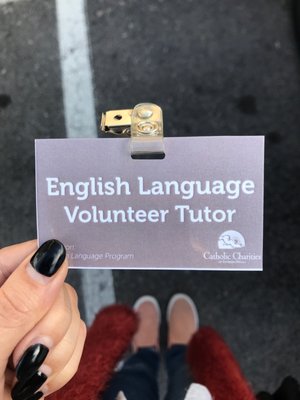 English Language
Volunteer Tutor
Language Program
Catholic Charities